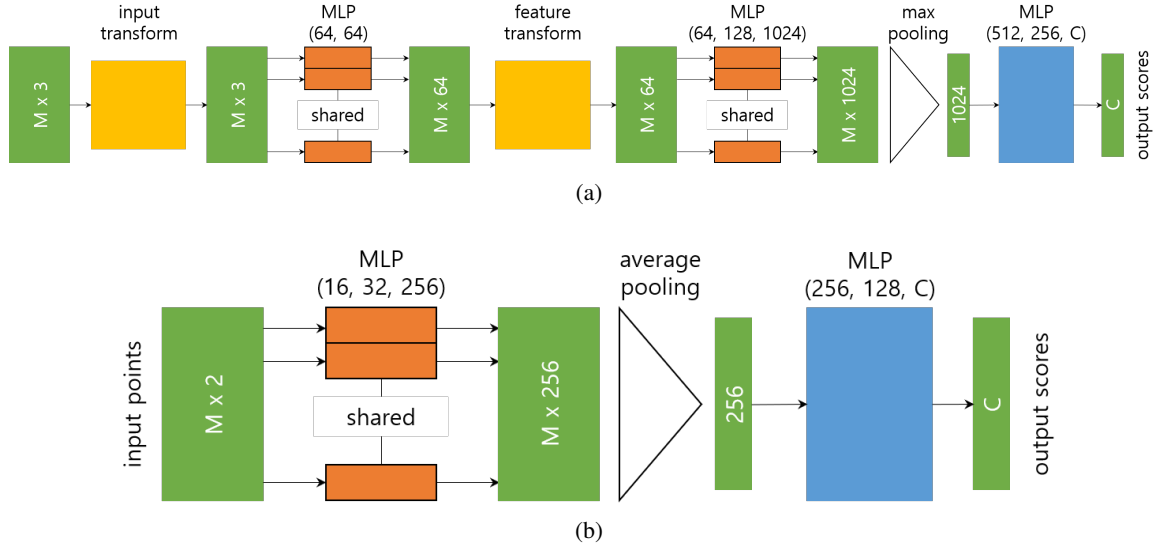 input
transform
MLP
(64, 64)
feature
transform
MLP
(64, 128, 1024)
max
pooling
MLP
(512, 256, C)
M x 3
M x 3
shared
M x 64
M x 64
shared
M x 1024
1024
C
output scores
(a)
MLP
(16, 32, 256)
average
pooling
MLP
(256, 128, C)
input points
M x 2
shared
M x 256
256
C
output scores
(b)